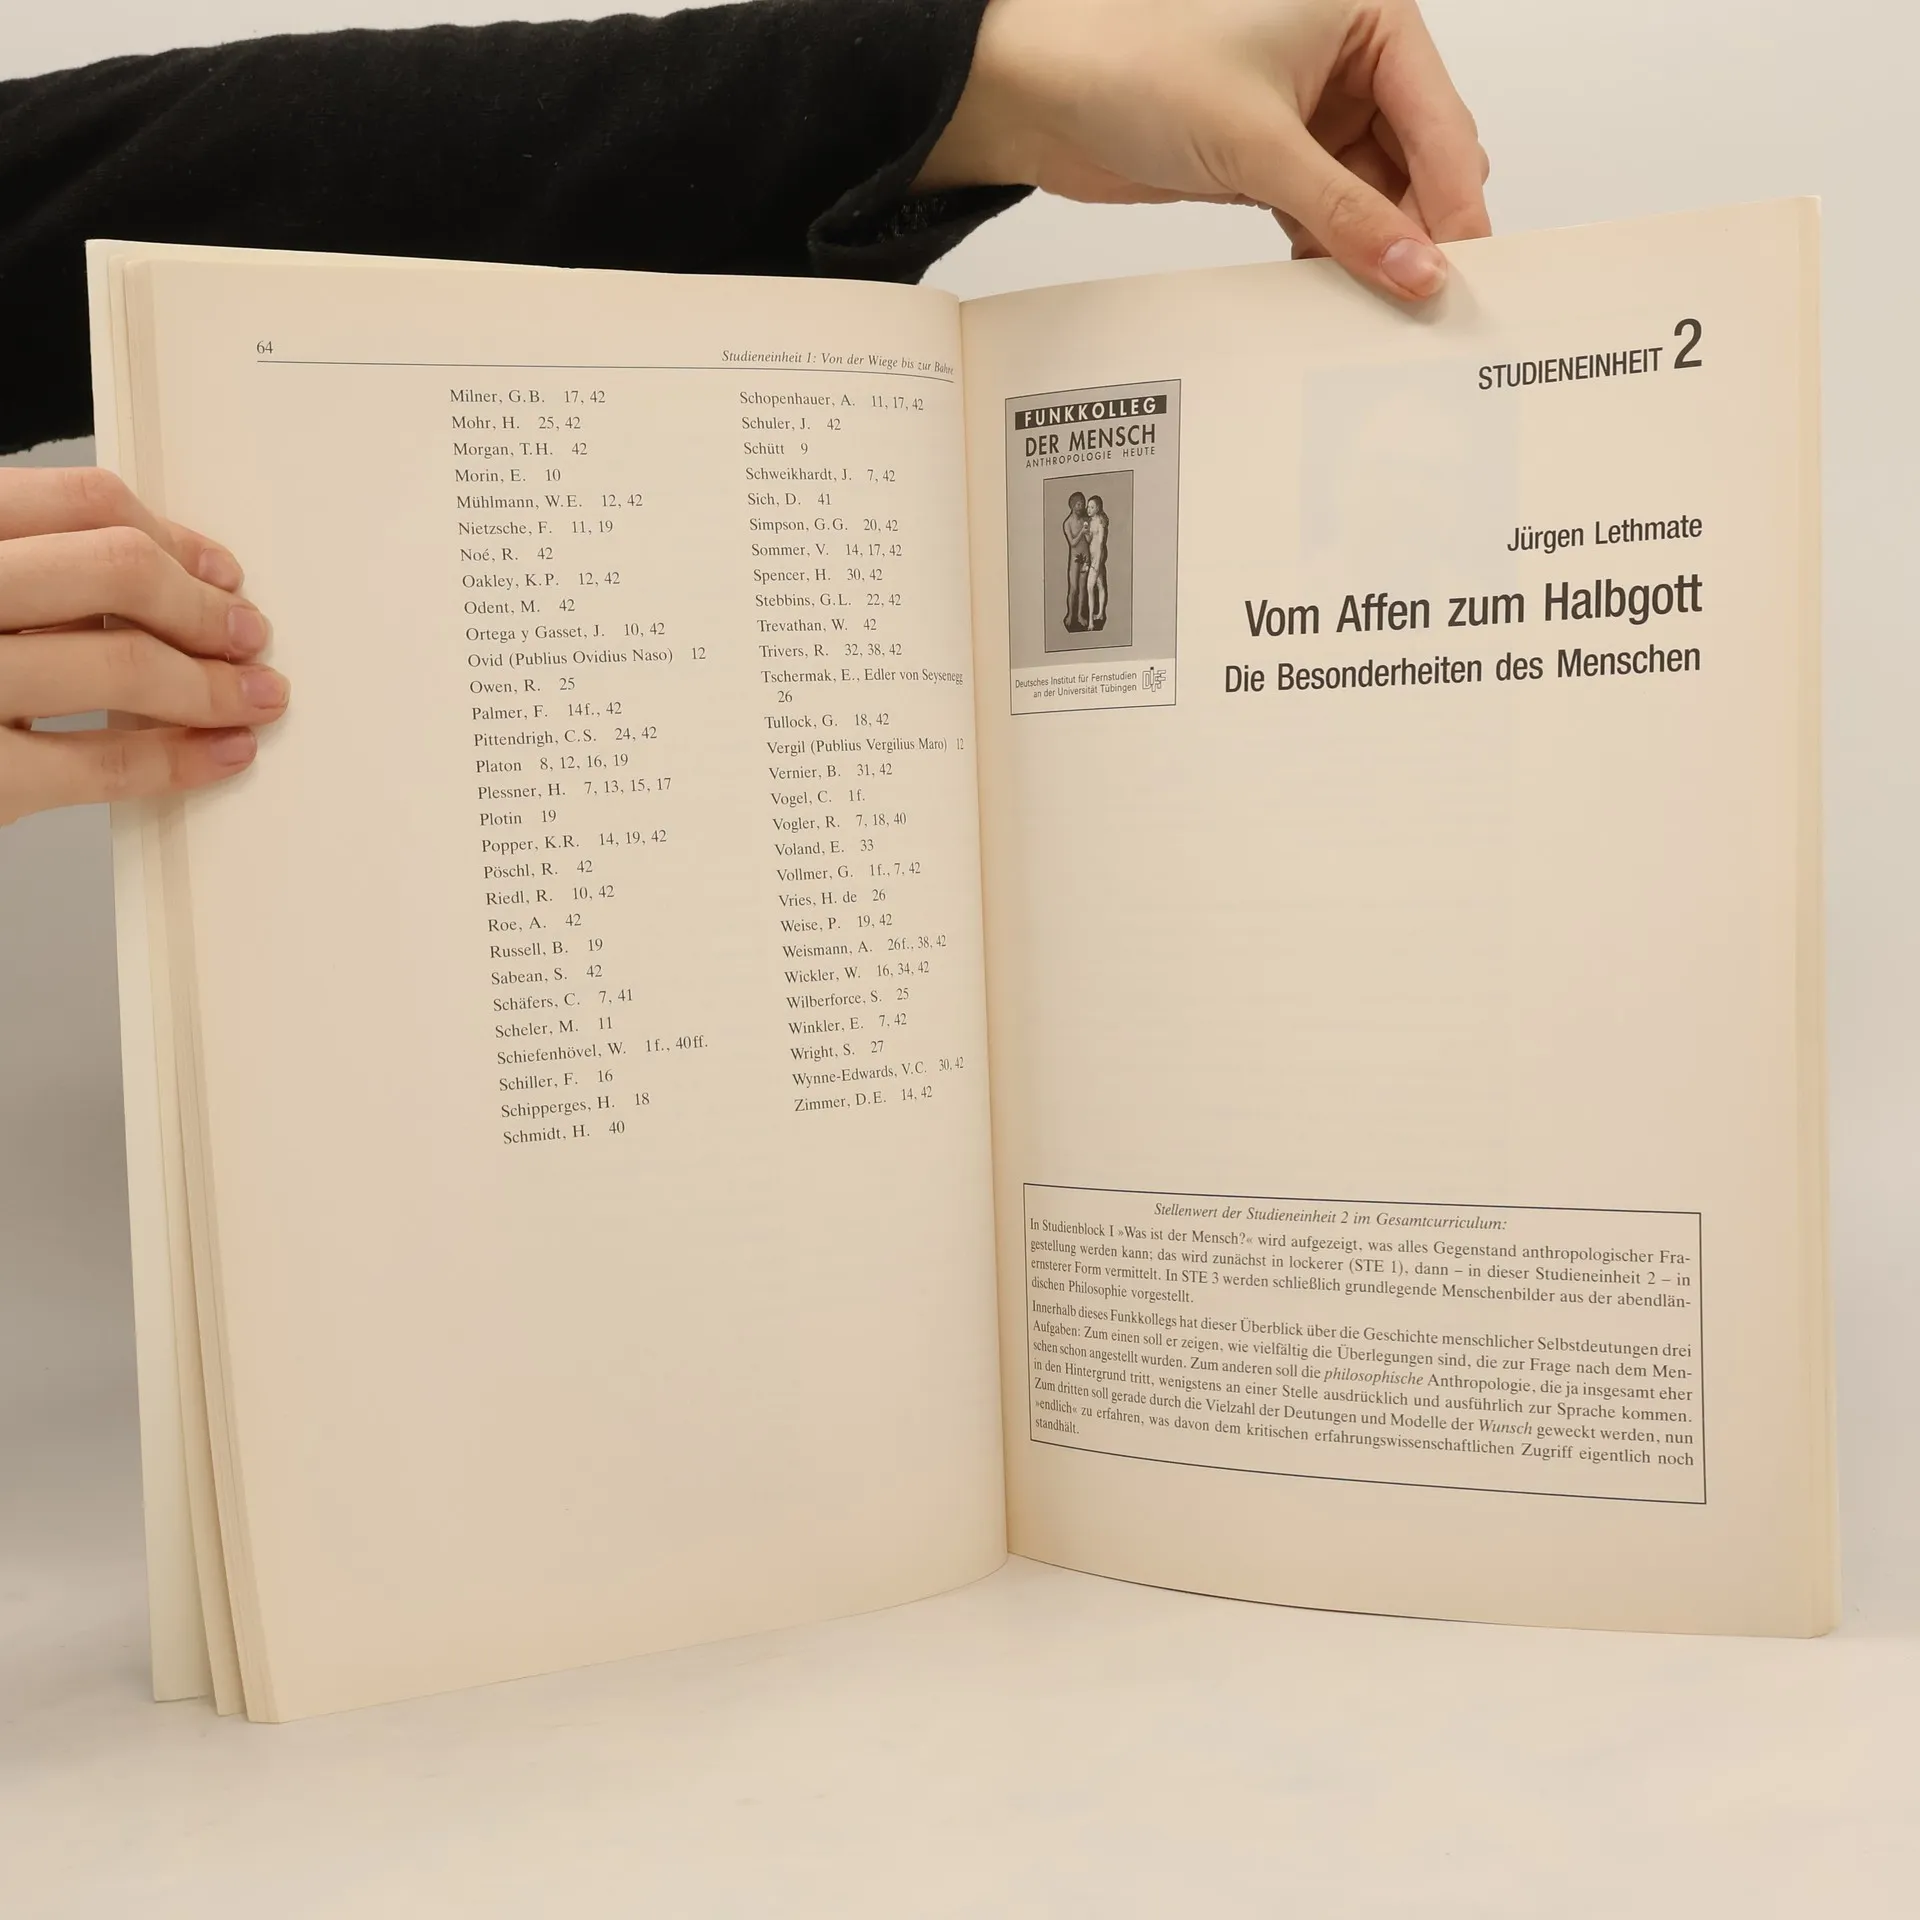 64
Studieneinheit 1: Von der Wiege bis zur Bahre
Milner, G.B. 17, 42
Mohr, H. 25, 42
Morgan, T.H. 42
Morin, E. 10
Mühlmann, W.E. 12, 42
Nietzsche, F. 11, 19
Noé, R. 42
Oakley, K.P. 12, 42
Odent, M. 42
Ortega y Gasset, J. 10, 42
Ovid (Publius Ovidius Naso) 12
Owen, R. 25
Palmer, F. 14f., 42
Pittendrigh, C.S. 24, 42
Platon 8, 12, 16, 19
Plessner, H. 7, 13, 15, 17
Plotin 19
Popper, K.R. 14, 19, 42
Pöschl, R. 42
Riedl, R. 10, 42
Roe, A. 42
Russell, B. 19
Sabean, S. 42
Schäfers, C. 7, 41
Scheler, M. 11
Schiefenhövel, W. 1f., 40ff.
Schiller, F. 16
Schipperges, H. 18
Schmidt, H. 40
Schopenhauer, A. 11, 17, 42
Schuler, J. 42
Schütt 9
Schweikhardt, J. 7, 42
Sich, D. 41
Simpson, G.G. 20, 42
Sommer, V. 14, 17, 42
Spencer, H. 30, 42
Stebbins, G.L. 22, 42
Trevathan, W. 42
Trivers, R. 32, 38, 42
Tschermak, E., Edler von Seysenegg
26
Tullock, G. 18, 42
Vergil (Publius Vergilius Maro) 12
Vernier, B. 31, 42
Vogel, C. 1f.
Vogler, R. 7, 18, 40
Voland, E. 33
Vollmer, G. 1f., 7, 42
Vries, H. de 26
Weise, P. 19, 42
Weismann, A. 26f., 38, 42
Wickler, W. 16, 34, 42
Wilberforce, S. 25
Winkler, E. 7, 42
Wright, S. 27
Wynne-Edwards, V.C. 30, 42
Zimmer, D.E. 14, 42
STUDIENEINHEIT 2
FUNKKOLLEG
DER MENSCH
ANTHROPOLOGIE HEUTE
Deutsches Institut für Fernstudien
an der Universität Tübingen
DIFF
Jürgen Lethmate
Vom Affen zum Halbgott
Die Besonderheiten des Menschen
Stellenwert der Studieneinheit 2 im Gesamtcurriculum:
In Studienblock I »Was ist der Mensch?« wird aufgezeigt, was alles Gegenstand anthropologischer Fra-
gestellung werden kann; das wird zunächst in lockerer (STE 1), dann – in dieser Studieneinheit 2 – in
ernsterer Form vermittelt. In STE 3 werden schließlich grundlegende Menschenbilder aus der abendlän-
dischen Philosophie vorgestellt.
Innerhalb dieses Funkkollegs hat dieser Überblick über die Geschichte menschlicher Selbstdeutungen drei
Aufgaben: Zum einen soll er zeigen, wie vielfältig die Überlegungen sind, die zur Frage nach dem Men-
schen schon angestellt wurden. Zum anderen soll die philosophische Anthropologie, die ja insgesamt eher
in den Hintergrund tritt, wenigstens an einer Stelle ausdrücklich und ausführlich zur Sprache kommen.
Zum dritten soll gerade durch die Vielzahl der Deutungen und Modelle der Wunsch geweckt werden, nun
»endlich« zu erfahren, was davon dem kritischen erfahrungswissenschaftlichen Zugriff eigentlich noch
standhält.